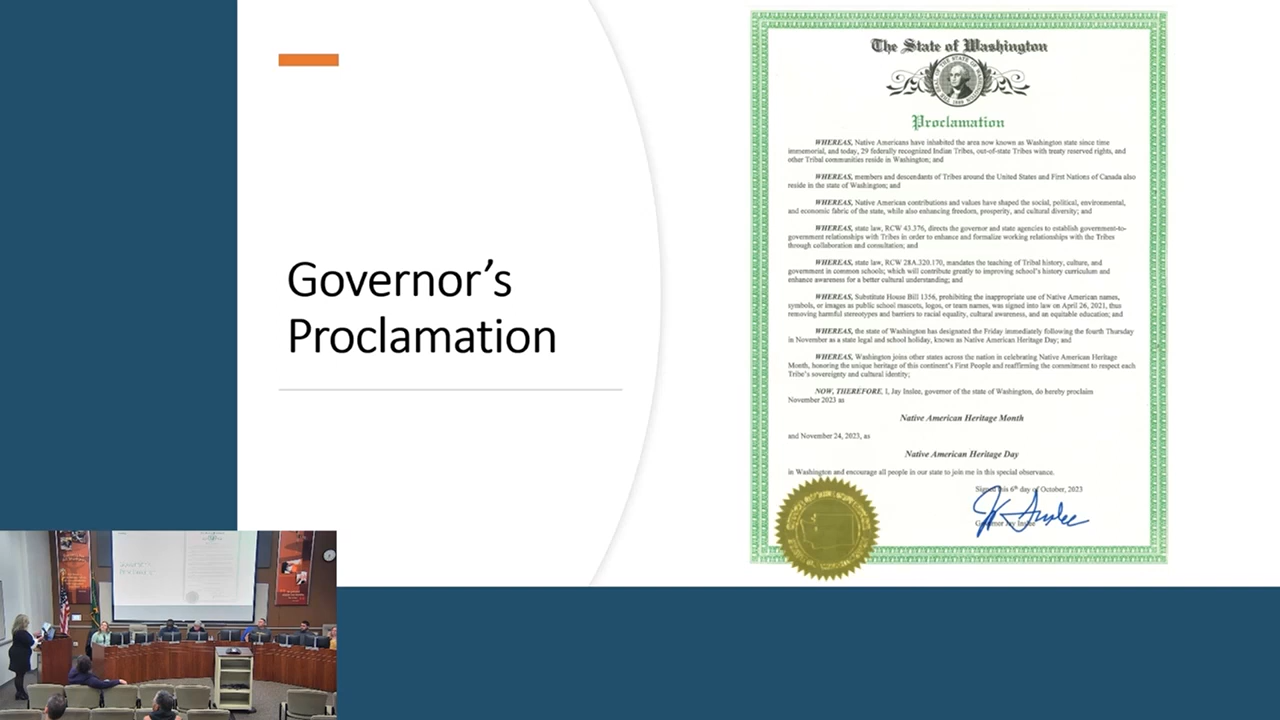 Governor's
Proclamation
The State of Washington
THE STATE OF
1889
Proclamation
WHEREAS, Native Americans have inhabited the area now known as Washington state since time
immemorial, and today, 29 federally recognized Indian Tribes, out-of-state Tribes with treaty reserved rights, and
other Tribal communities reside in Washington; and
WHEREAS, members and descendants of Tribes around the United States and First Nations of Canada also
reside in the state of Washington; and
WHEREAS, Native American contributions and values have shaped the social, political, environmental,
and economic fabric of the state, while also enhancing freedom, prosperity, and cultural diversity; and
WHEREAS, state law, RCW 43.376, directs the governor and state agencies to establish government-to-
government relationships with Tribes in order to enhance and formalize working relationships with the Tribes
through collaboration and consultation; and
WHEREAS, state law, RCW 28A.320.170, mandates the teaching of Tribal history, culture, and
government in common schools; which will contribute greatly to improving school's history curriculum and
enhance awareness for a better cultural understanding; and
WHEREAS, Substitute House Bill 1356, prohibiting the inappropriate use of Native American names,
symbols, or images as public school mascots, logos, or team names, was signed into law on April 26, 2021, thus
removing harmful stereotypes and barriers to racial equality, cultural awareness, and an equitable education; and
WHEREAS, the state of Washington has designated the Friday immediately following the fourth Thursday
in November as a state legal and school holiday, known as Native American Heritage Day; and
WHEREAS, Washington joins other states across the nation in celebrating Native American Heritage
Month, honoring the unique heritage of this continent's First People and reaffirming the commitment to respect each
Tribe's sovereignty and cultural identity;
NOW, THEREFORE, I, Jay Inslee, governor of the state of Washington, do hereby proclaim
November 2023 as
Native American Heritage Month
and November 24, 2023, as
Native American Heritage Day
in Washington and encourage all people in our state to join me in this special observance.
Signed this 6th day of October, 2023
Governor Jay Inslee